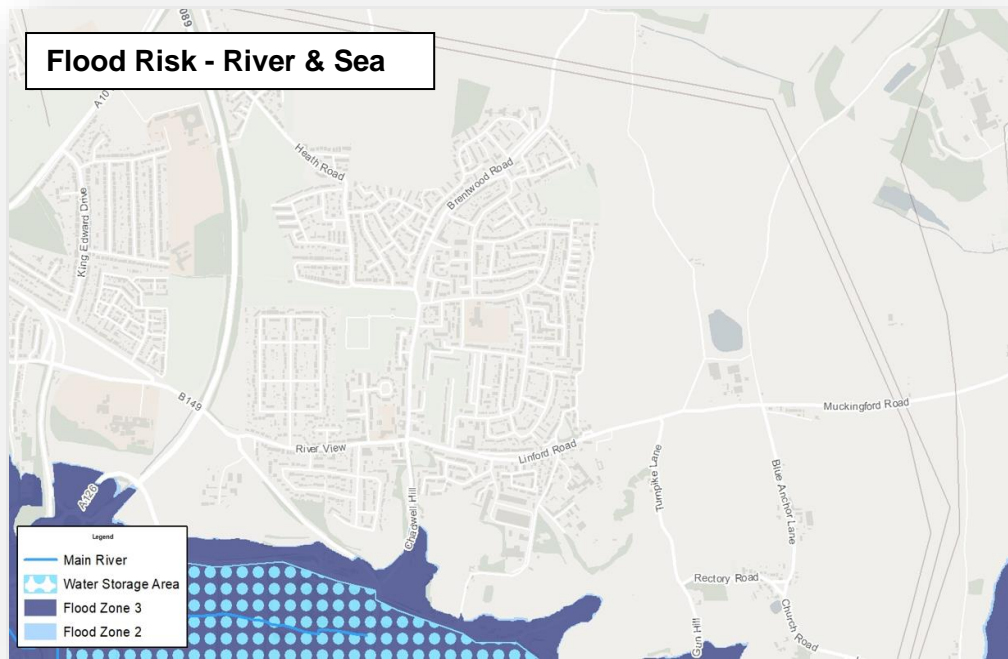 Flood Risk - River & Sea
089
A10
Heath Road
Brentwood Road
King Edward Drive
B149
Muckingford Road
River View
Linford Road
Turnpike Lane
Blue Anchor Lane
A126
Chadwell Hill
Legend
Main River
Water Storage Area
Flood Zone 3
Flood Zone 2
Rectory Road
Gun Hill
Church Road